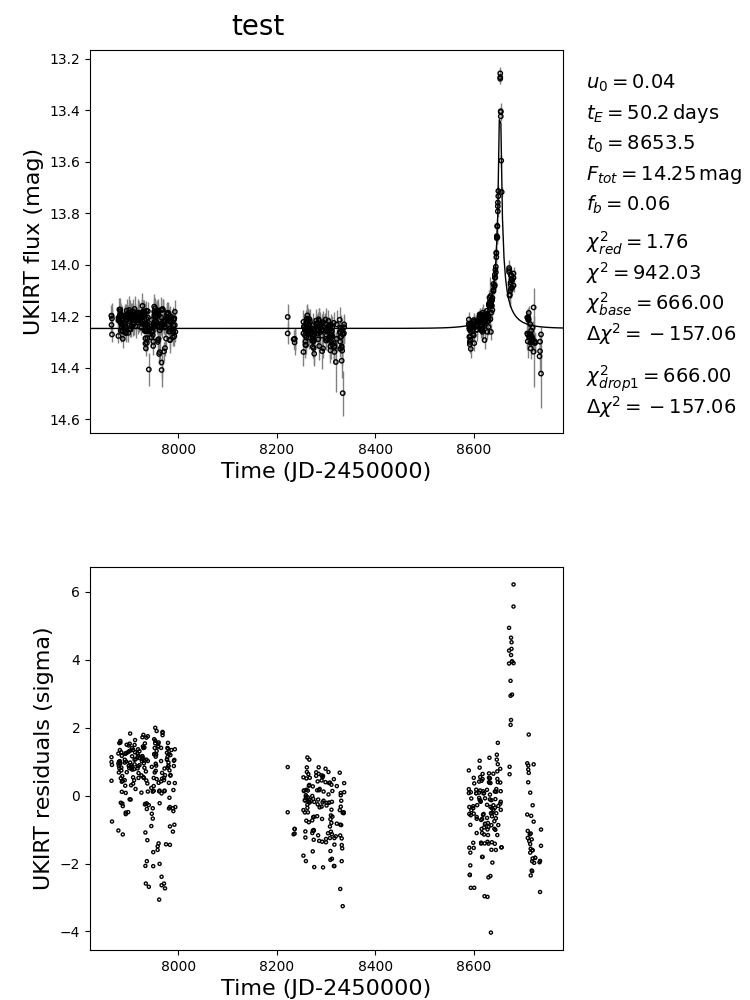 test
13.2
13.4
13.6
13.8
14.0
14.2
14.4
14.6
UKIRT flux (mag)
8000
8200
8400
8600
Time (JD-2450000)
u₀ = 0.04
t_E = 50.2 days
t₀ = 8653.5
F_tot = 14.25 mag
f_b = 0.06
χ²_red = 1.76
χ² = 942.03
χ²_base = 666.00
Δχ² = −157.06
χ²_drop1 = 666.00
Δχ² = −157.06
6
4
2
0
−2
−4
UKIRT residuals (sigma)
8000
8200
8400
8600
Time (JD-2450000)